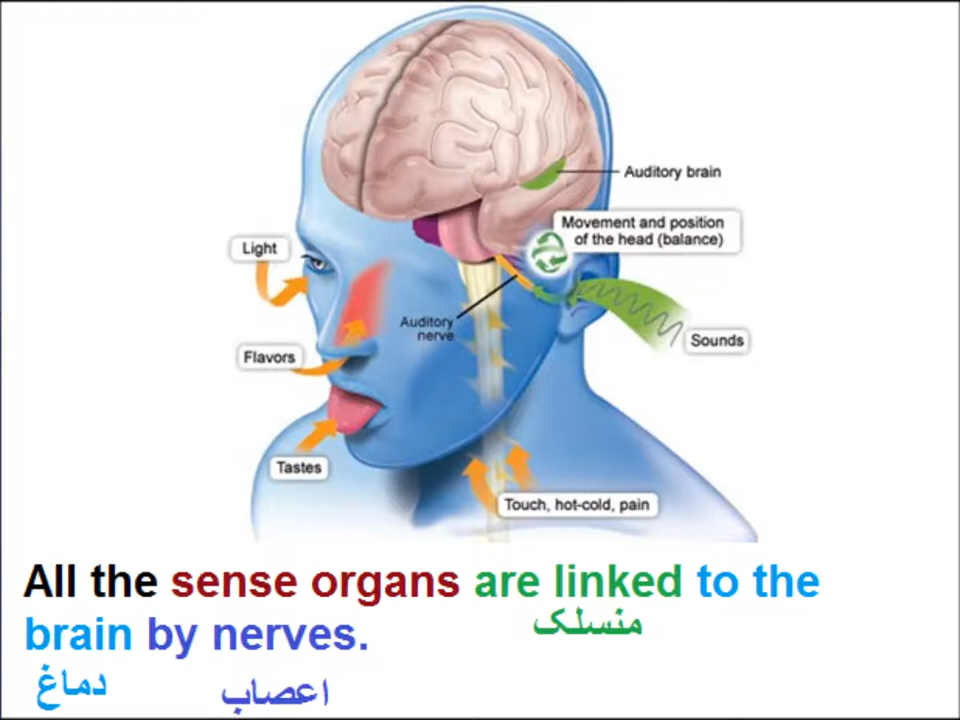 Auditory brain
Movement and position
of the head (balance)
Light
Auditory
nerve
Sounds
Flavors
Tastes
Touch, hot-cold, pain
All the sense organs are linked to the
منسلک
brain by nerves.
دماغ
اعصاب